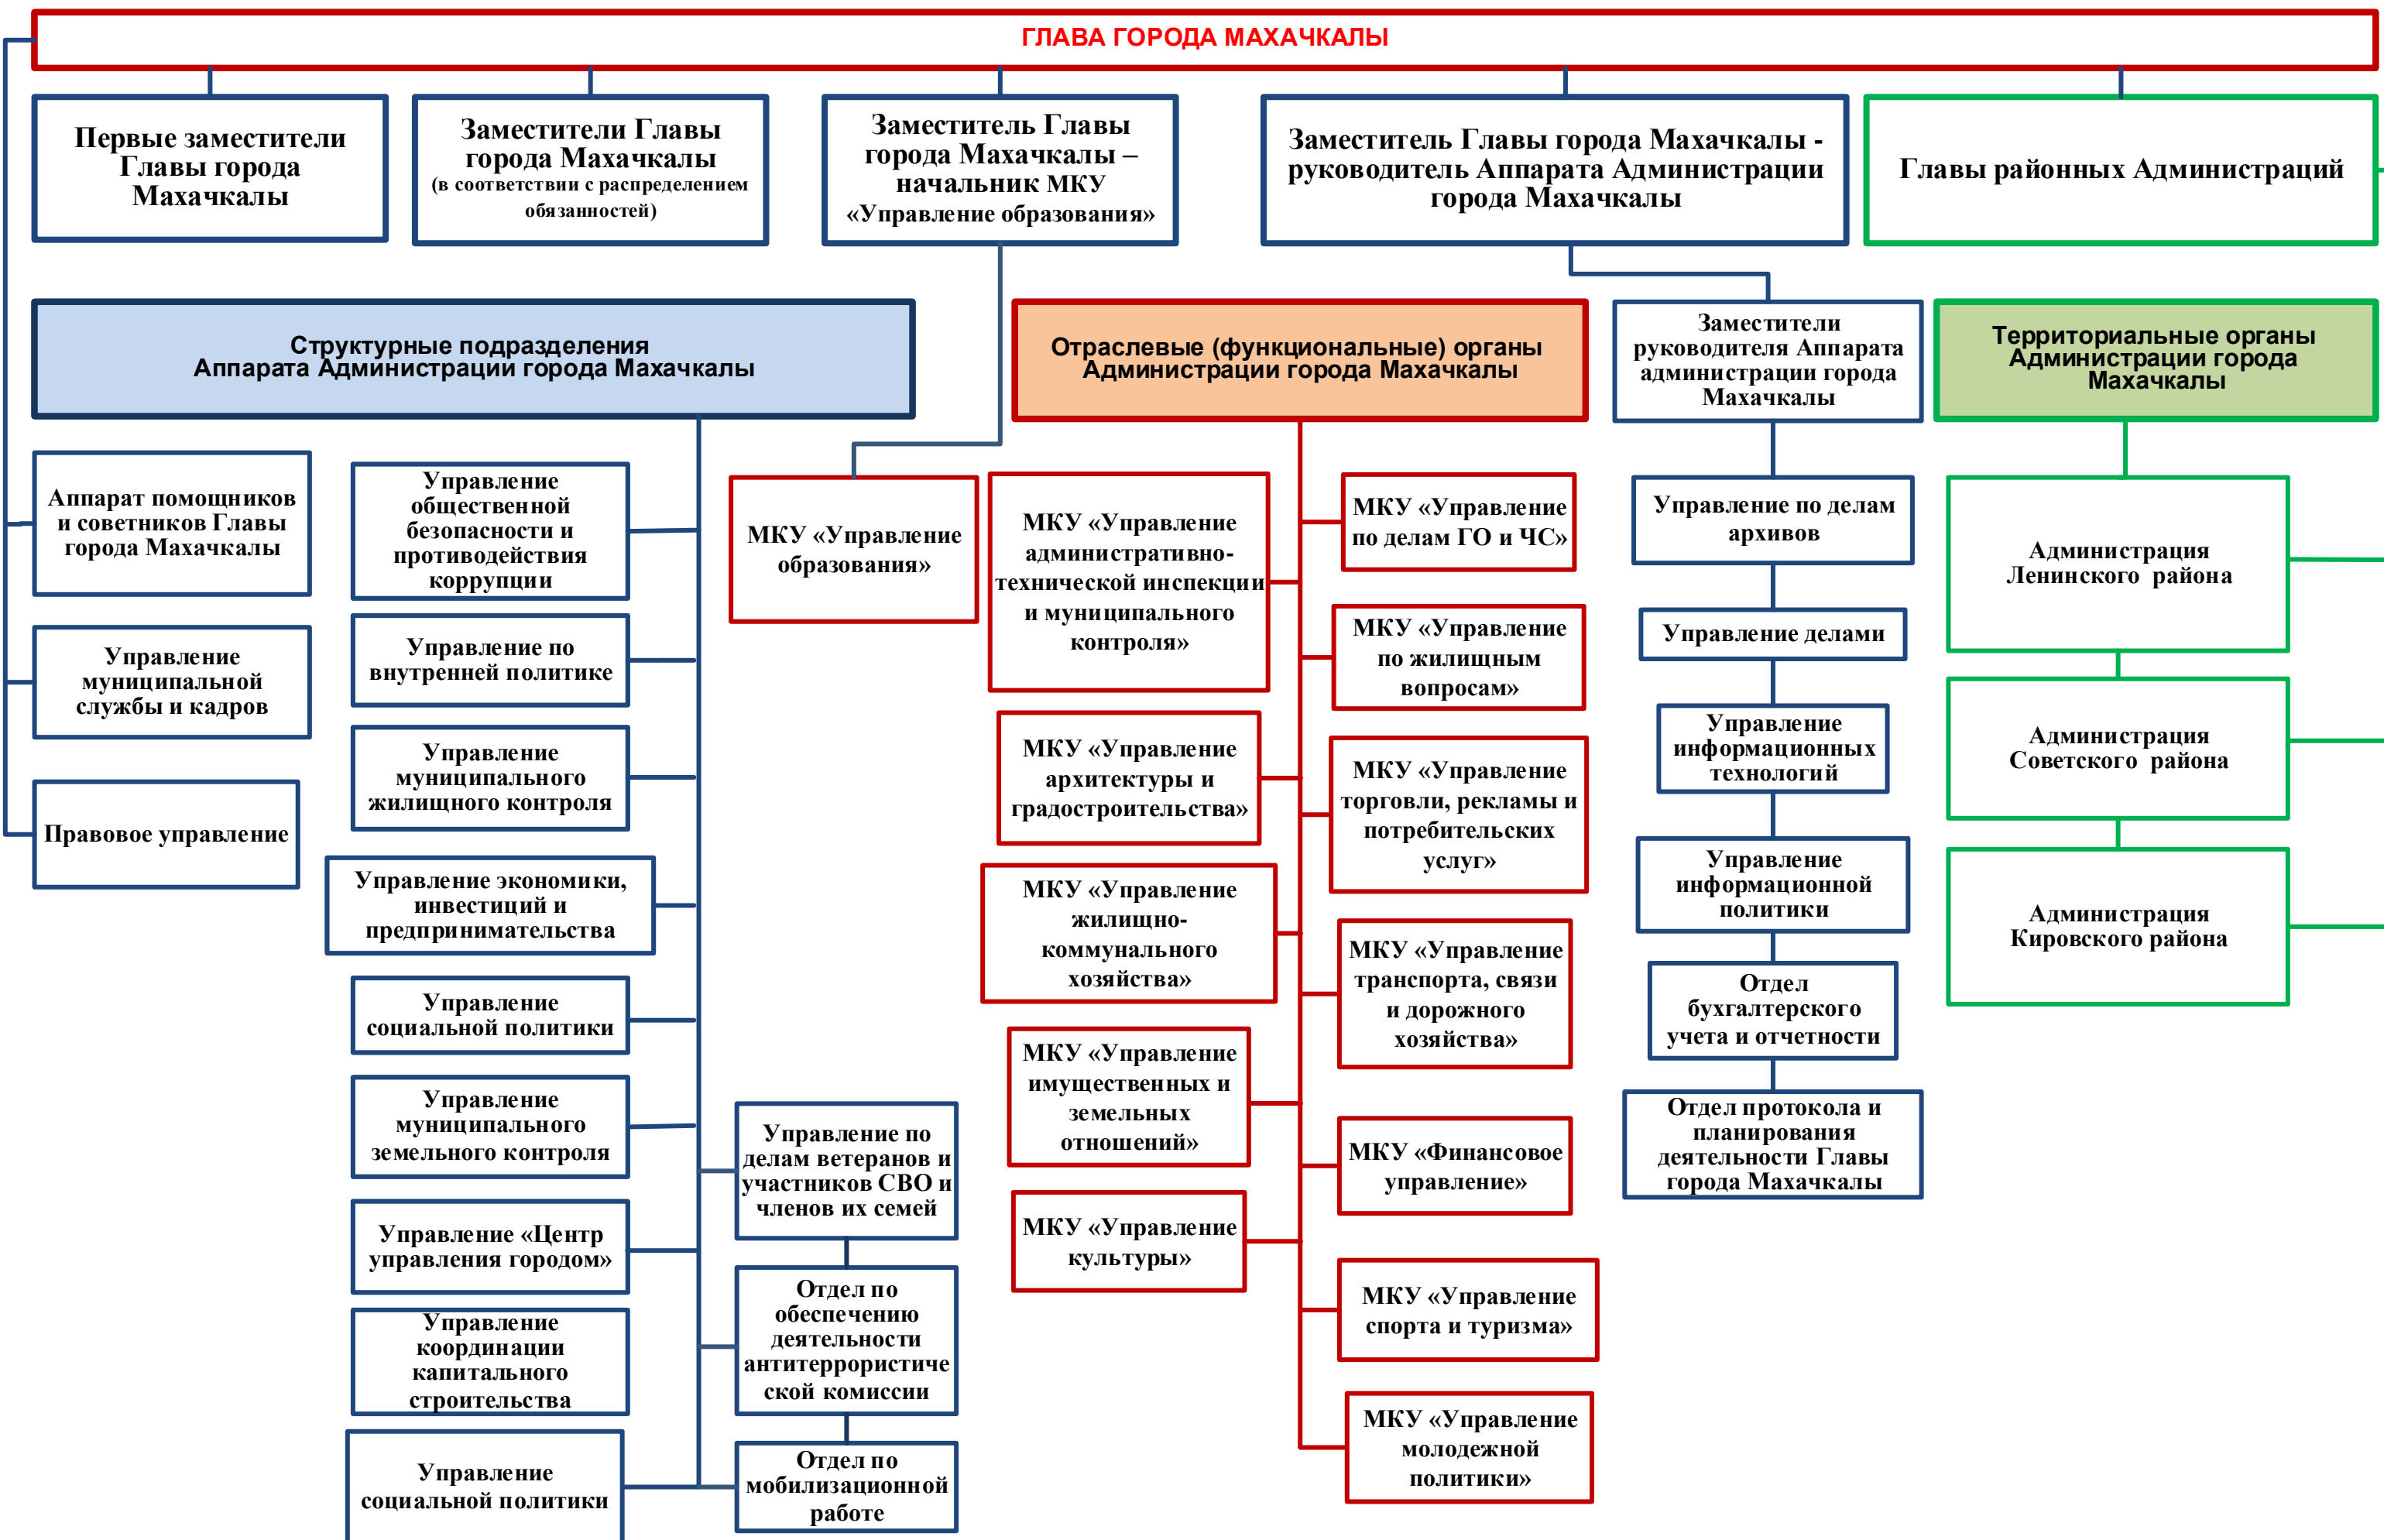 ГЛАВА ГОРОДА МАХАЧКАЛЫ
Первые заместители
Главы города
Махачкалы
Заместители Главы
города Махачкалы
(в соответствии с распределением
обязанностей)
Заместитель Главы
города Махачкалы –
начальник МКУ
«Управление образования»
Заместитель Главы города Махачкалы -
руководитель Аппарата Администрации
города Махачкалы
Главы районных Администраций
Структурные подразделения
Аппарата Администрации города Махачкалы
Отраслевые (функциональные) органы
Администрации города Махачкалы
Заместители
руководителя Аппарата
администрации города
Махачкалы
Территориальные органы
Администрации города
Махачкалы
Аппарат помощников
и советников Главы
города Махачкалы
Управление
муниципальной
службы и кадров
Правовое управление
Управление
общественной
безопасности и
противодействия
коррупции
Управление по
внутренней политике
Управление
муниципального
жилищного контроля
Управление экономики,
инвестиций и
предпринимательства
Управление
социальной политики
Управление
муниципального
земельного контроля
Управление «Центр
управления городом»
Управление
координации
капитального
строительства
Управление
социальной политики
Управление по
делам ветеранов и
участников СВО и
членов их семей
Отдел по
обеспечению
деятельности
антитеррористиче
ской комиссии
Отдел по
мобилизационной
работе
МКУ «Управление
образования»
МКУ «Управление
административно-
технической инспекции
и муниципального
контроля»
МКУ «Управление
архитектуры и
градостроительства»
МКУ «Управление
жилищно-
коммунального
хозяйства»
МКУ «Управление
имущественных и
земельных
отношений»
МКУ «Управление
культуры»
МКУ «Управление
по делам ГО и ЧС»
МКУ «Управление
по жилищным
вопросам»
МКУ «Управление
торговли, рекламы и
потребительских
услуг»
МКУ «Управление
транспорта, связи
и дорожного
хозяйства»
МКУ «Финансовое
управление»
МКУ «Управление
спорта и туризма»
МКУ «Управление
молодежной
политики»
Управление по делам
архивов
Управление делами
Управление
информационных
технологий
Управление
информационной
политики
Отдел
бухгалтерского
учета и отчетности
Отдел протокола и
планирования
деятельности Главы
города Махачкалы
Администрация
Ленинского района
Администрация
Советского района
Администрация
Кировского района